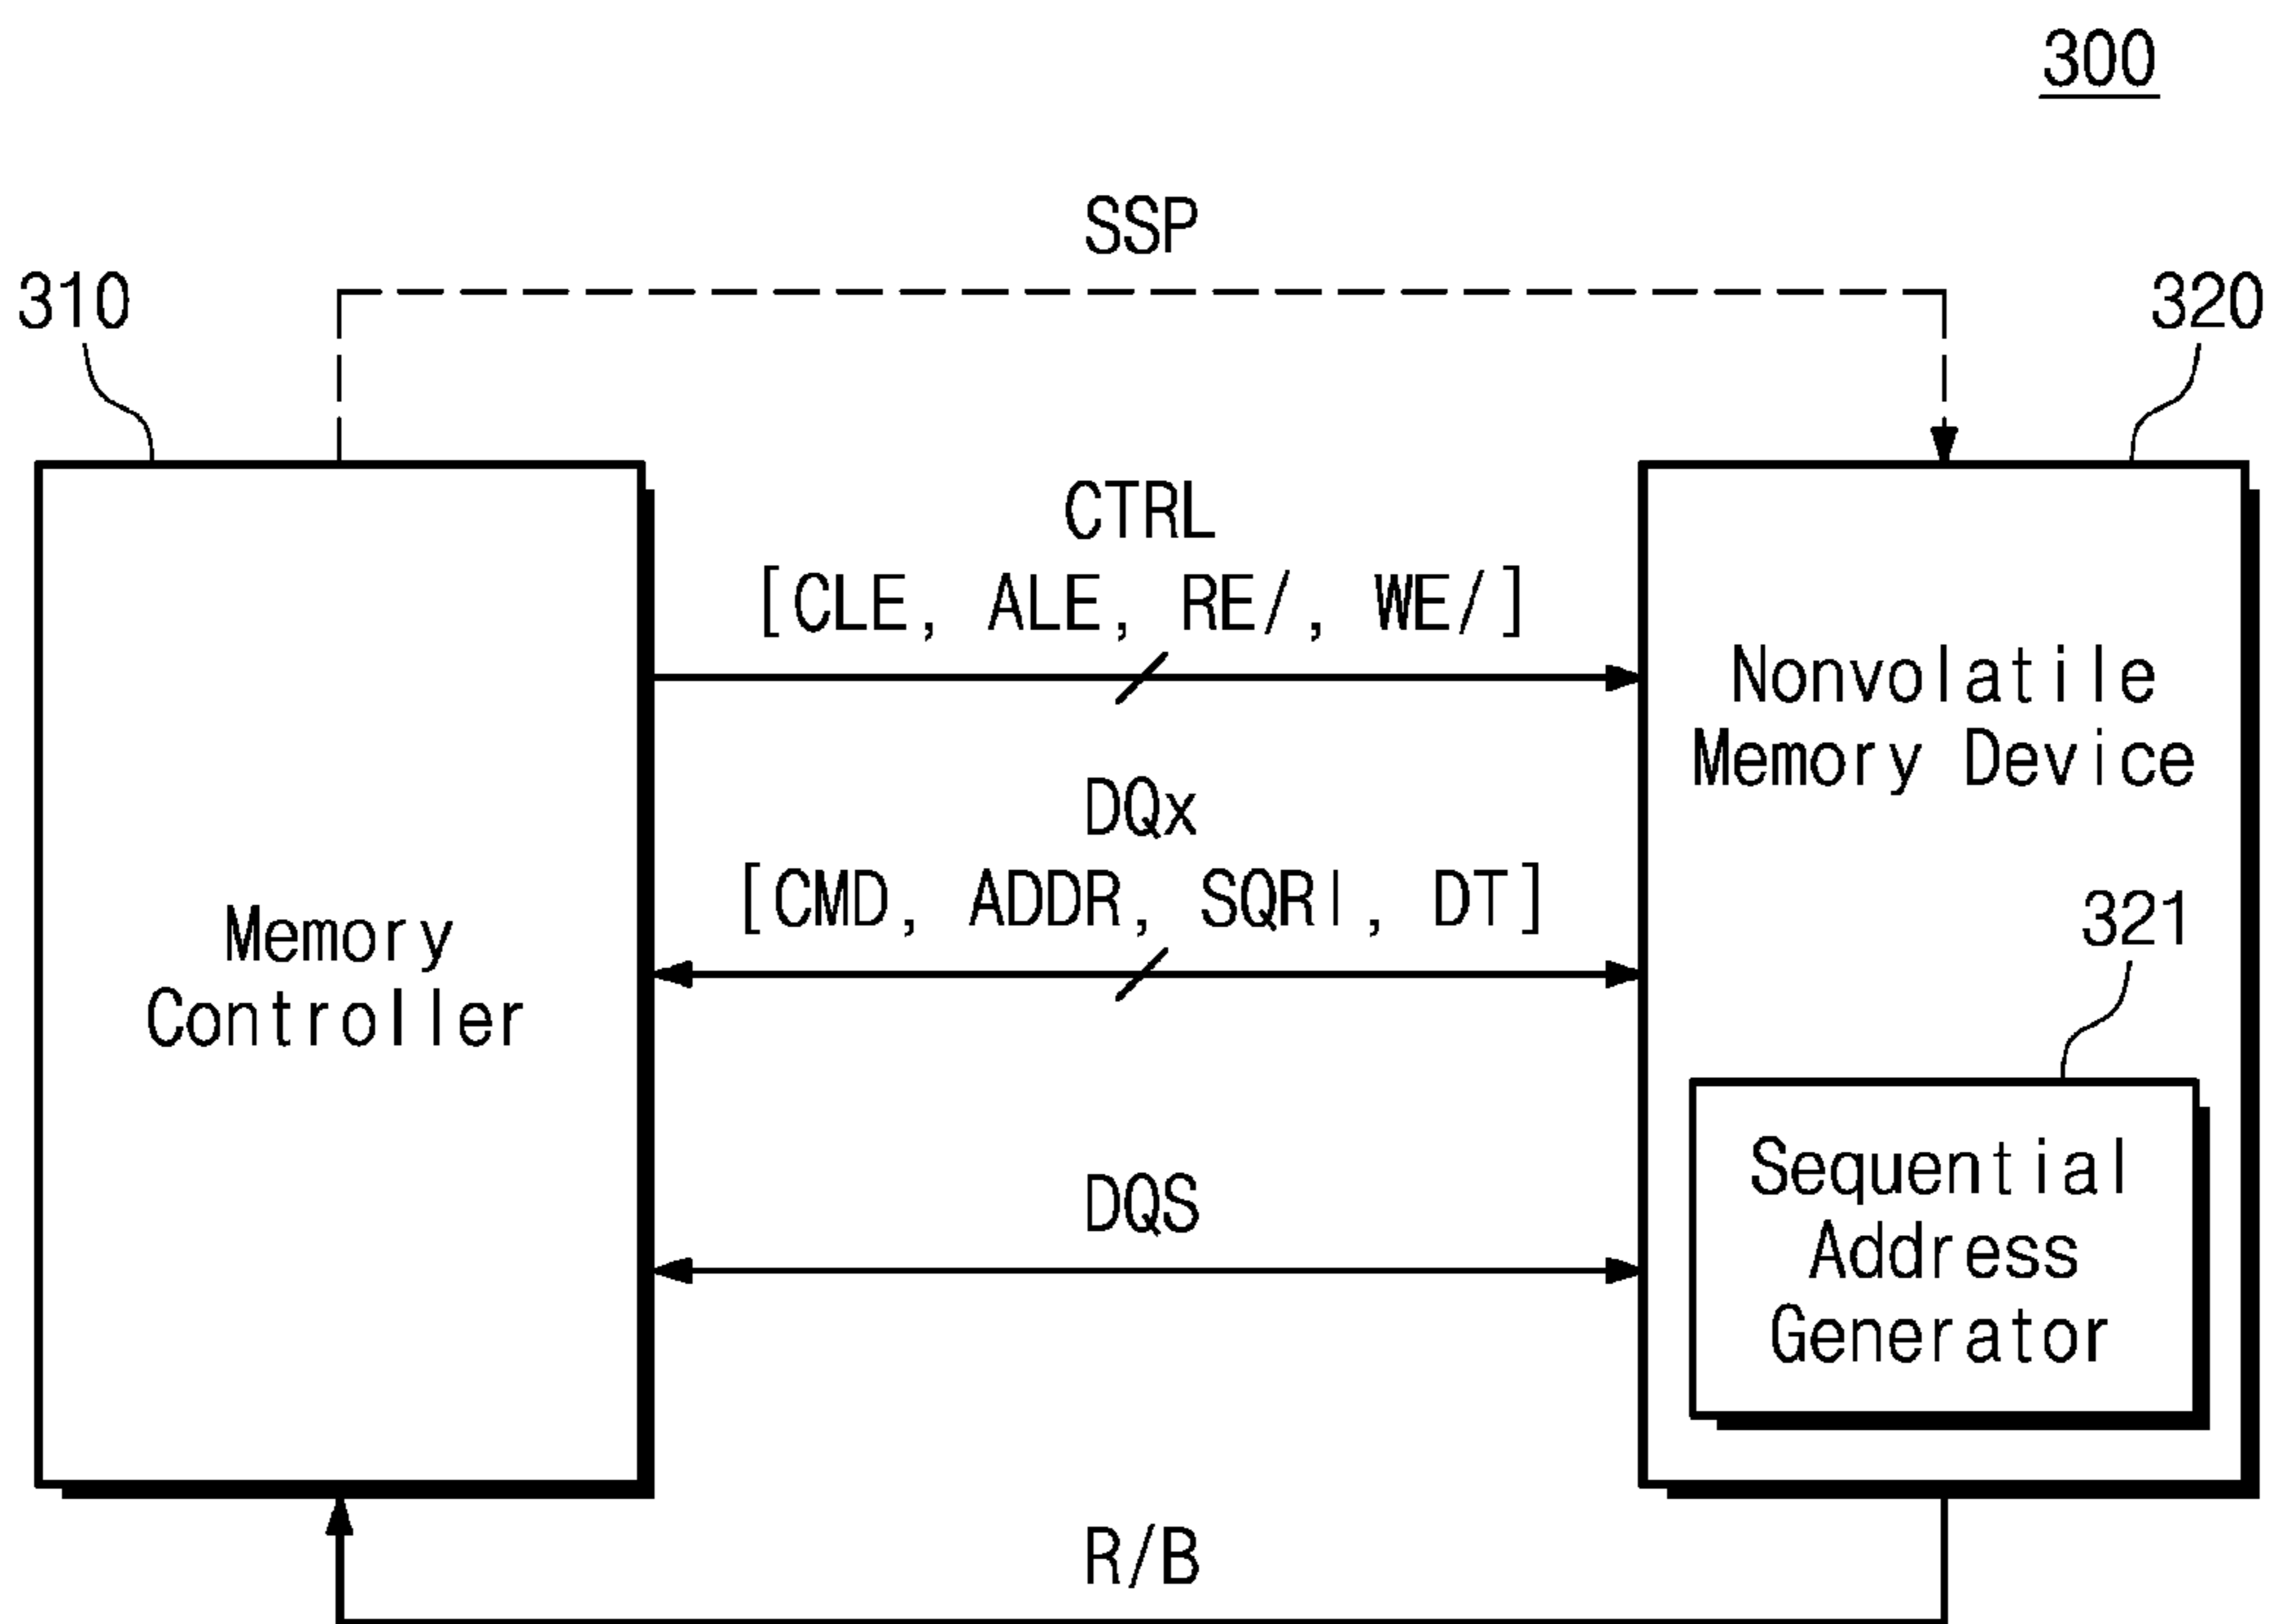 300
SSP
310
320
CTRL
[CLE, ALE, RE/, WE/]
Nonvolatile
Memory Device
DQx
[CMD, ADDR, SQRI, DT]
321
Memory
Controller
DQS
Sequential
Address
Generator
R/B